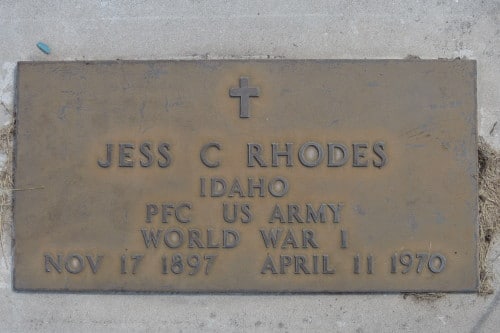 JESS C RHODES
IDAHO
PFC US ARMY
WORLD WAR I
NOV 17 1897 APRIL 11 1970